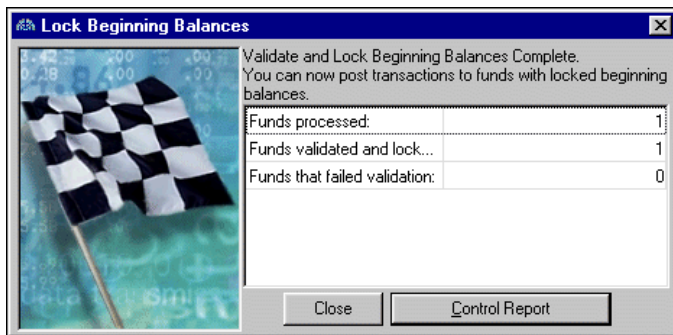 Lock Beginning Balances
Validate and Lock Beginning Balances Complete.
You can now post transactions to funds with locked beginning
balances.
Funds processed: 1
Funds validated and lock... 1
Funds that failed validation: 0
Close
Control Report